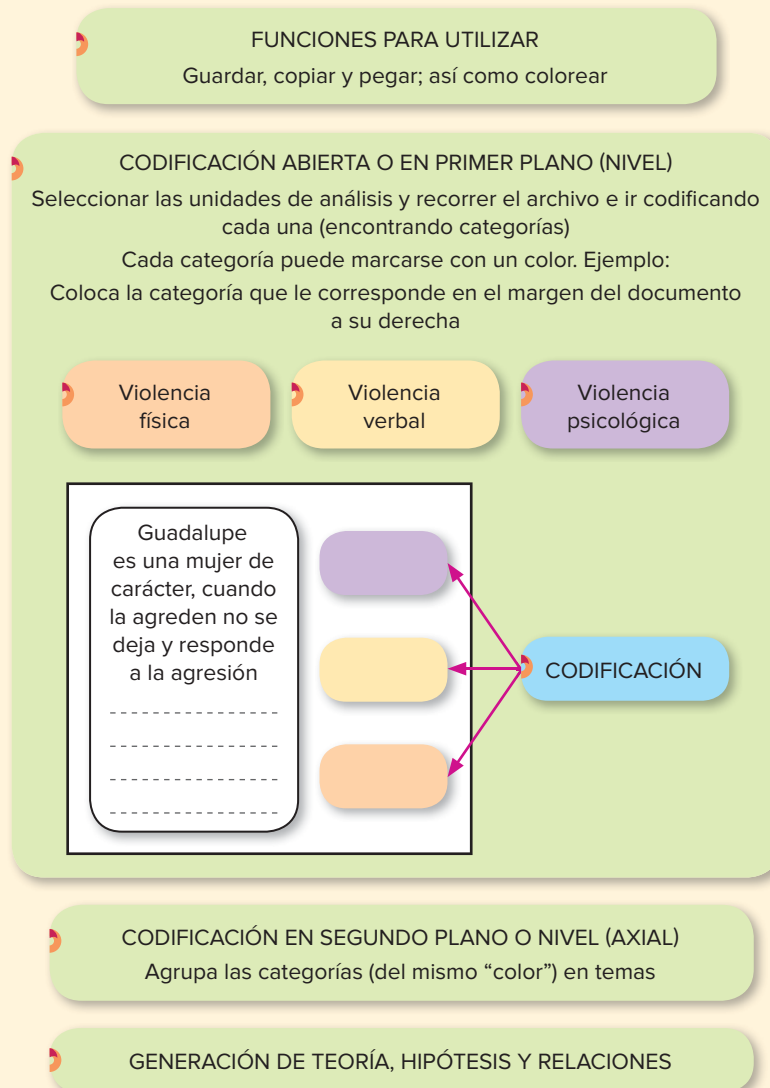 FUNCIONES PARA UTILIZAR
Guardar, copiar y pegar; así como colorear
CODIFICACIÓN ABIERTA O EN PRIMER PLANO (NIVEL)
Seleccionar las unidades de análisis y recorrer el archivo e ir codificando
cada una (encontrando categorías)
Cada categoría puede marcarse con un color. Ejemplo:
Coloca la categoría que le corresponde en el margen del documento
a su derecha
Violencia
física
Violencia
verbal
Violencia
psicológica
Guadalupe
es una mujer de
carácter, cuando
la agreden no se
deja y responde
a la agresión
CODIFICACIÓN
CODIFICACIÓN EN SEGUNDO PLANO O NIVEL (AXIAL)
Agrupa las categorías (del mismo “color”) en temas
GENERACIÓN DE TEORÍA, HIPÓTESIS Y RELACIONES